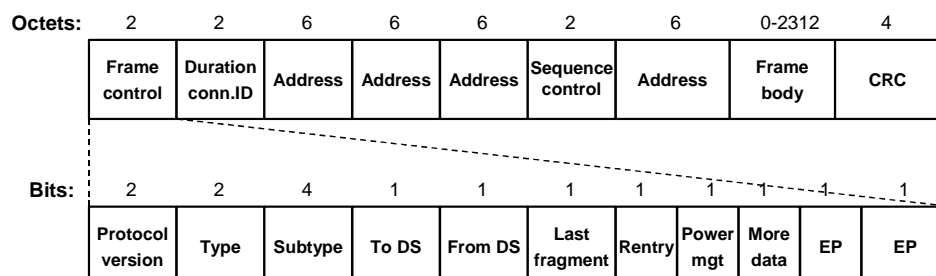 Octets: 2 2 6 6 6 2 6 0-2312 4
Frame control Duration conn.ID Address Address Address Sequence control Address Frame body CRC
Bits: 2 2 4 1 1 1 1 1 1 1 1
Protocol version Type Subtype To DS From DS Last fragment Rentry Power mgt More data EP EP